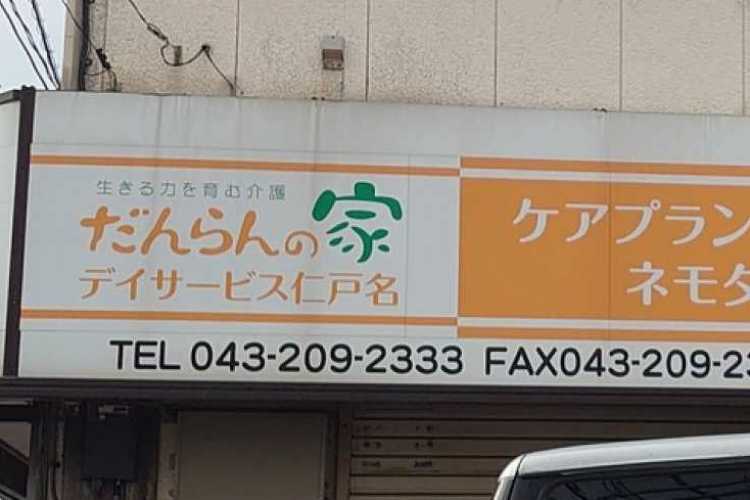 生きる力を育む介護
だんらんの家
デイサービス仁戸名
ケアプラン
ネモ
TEL 043-209-2333 FAX043-209-23